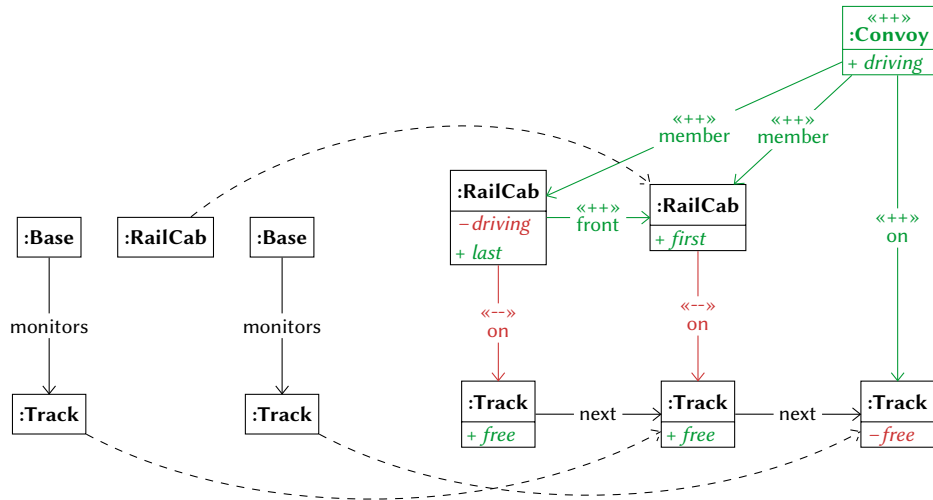 «++»
:Convoy
+ driving
«++»
member
«++»
member
:RailCab
– driving
+ last
«++»
front
:RailCab
+ first
:Base
:RailCab
:Base
«++»
on
monitors
monitors
«--»
on
«--»
on
:Track
:Track
:Track
+ free
next
:Track
+ free
next
:Track
– free